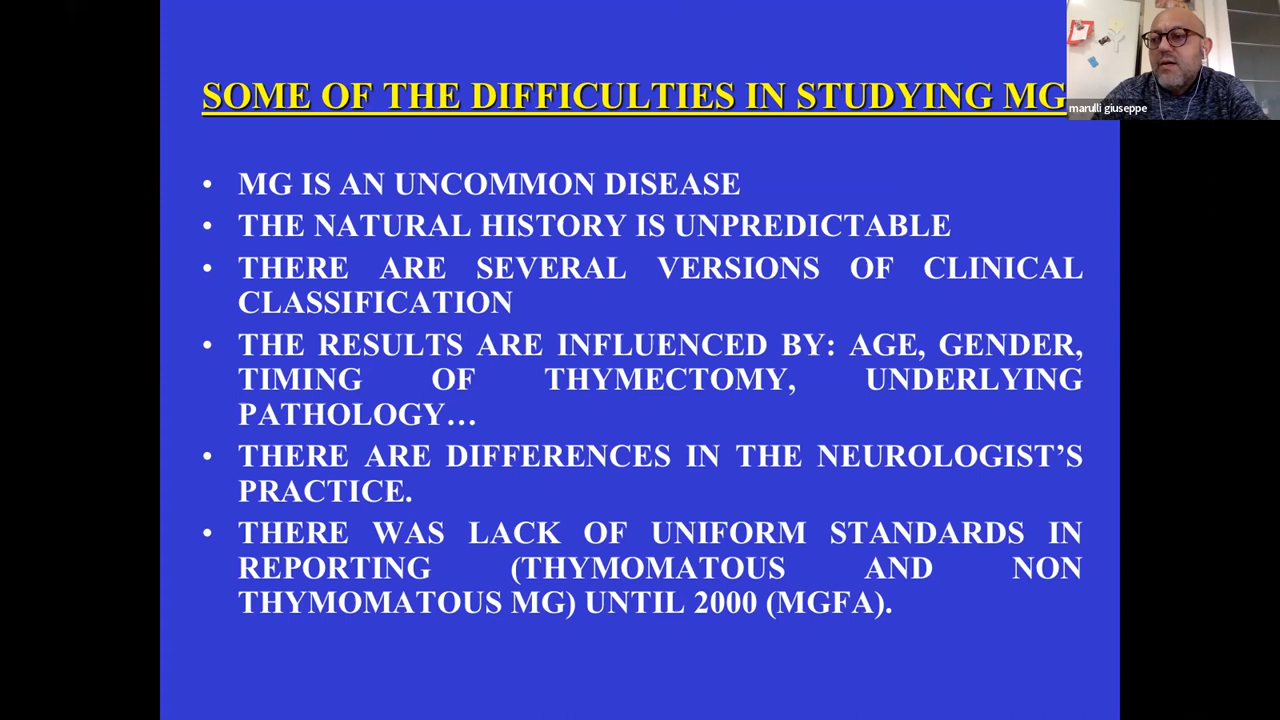 SOME OF THE DIFFICULTIES IN STUDYING MG
marulli giuseppe
• MG IS AN UNCOMMON DISEASE
• THE NATURAL HISTORY IS UNPREDICTABLE
• THERE ARE SEVERAL VERSIONS OF CLINICAL
CLASSIFICATION
• THE RESULTS ARE INFLUENCED BY: AGE, GENDER,
TIMING OF THYMECTOMY, UNDERLYING
PATHOLOGY…
• THERE ARE DIFFERENCES IN THE NEUROLOGIST’S
PRACTICE.
• THERE WAS LACK OF UNIFORM STANDARDS IN
REPORTING (THYMOMATOUS AND NON
THYMOMATOUS MG) UNTIL 2000 (MGFA).